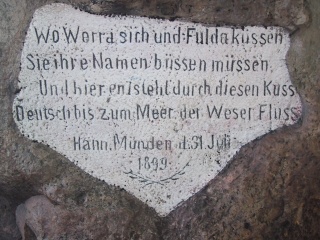 Wo Werra sich und Fulda küssen
Sie ihre Namen büssen müssen.
Und hier entsteht durch diesen Kuss
Deutsch bis zum Meer der Weser Fluss.
Hann. Münden d. 31. Juli
1899.